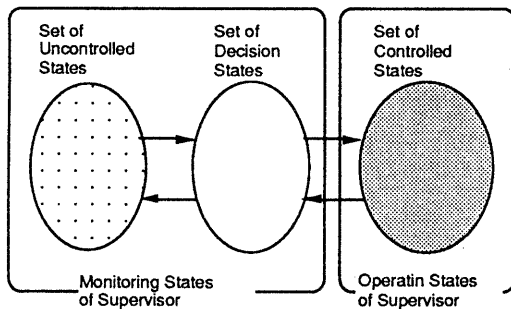 Set of
Uncontrolled
States
Set of
Decision
States
Set of
Controlled
States
Monitoring States
of Supervisor
Operatin States
of Supervisor